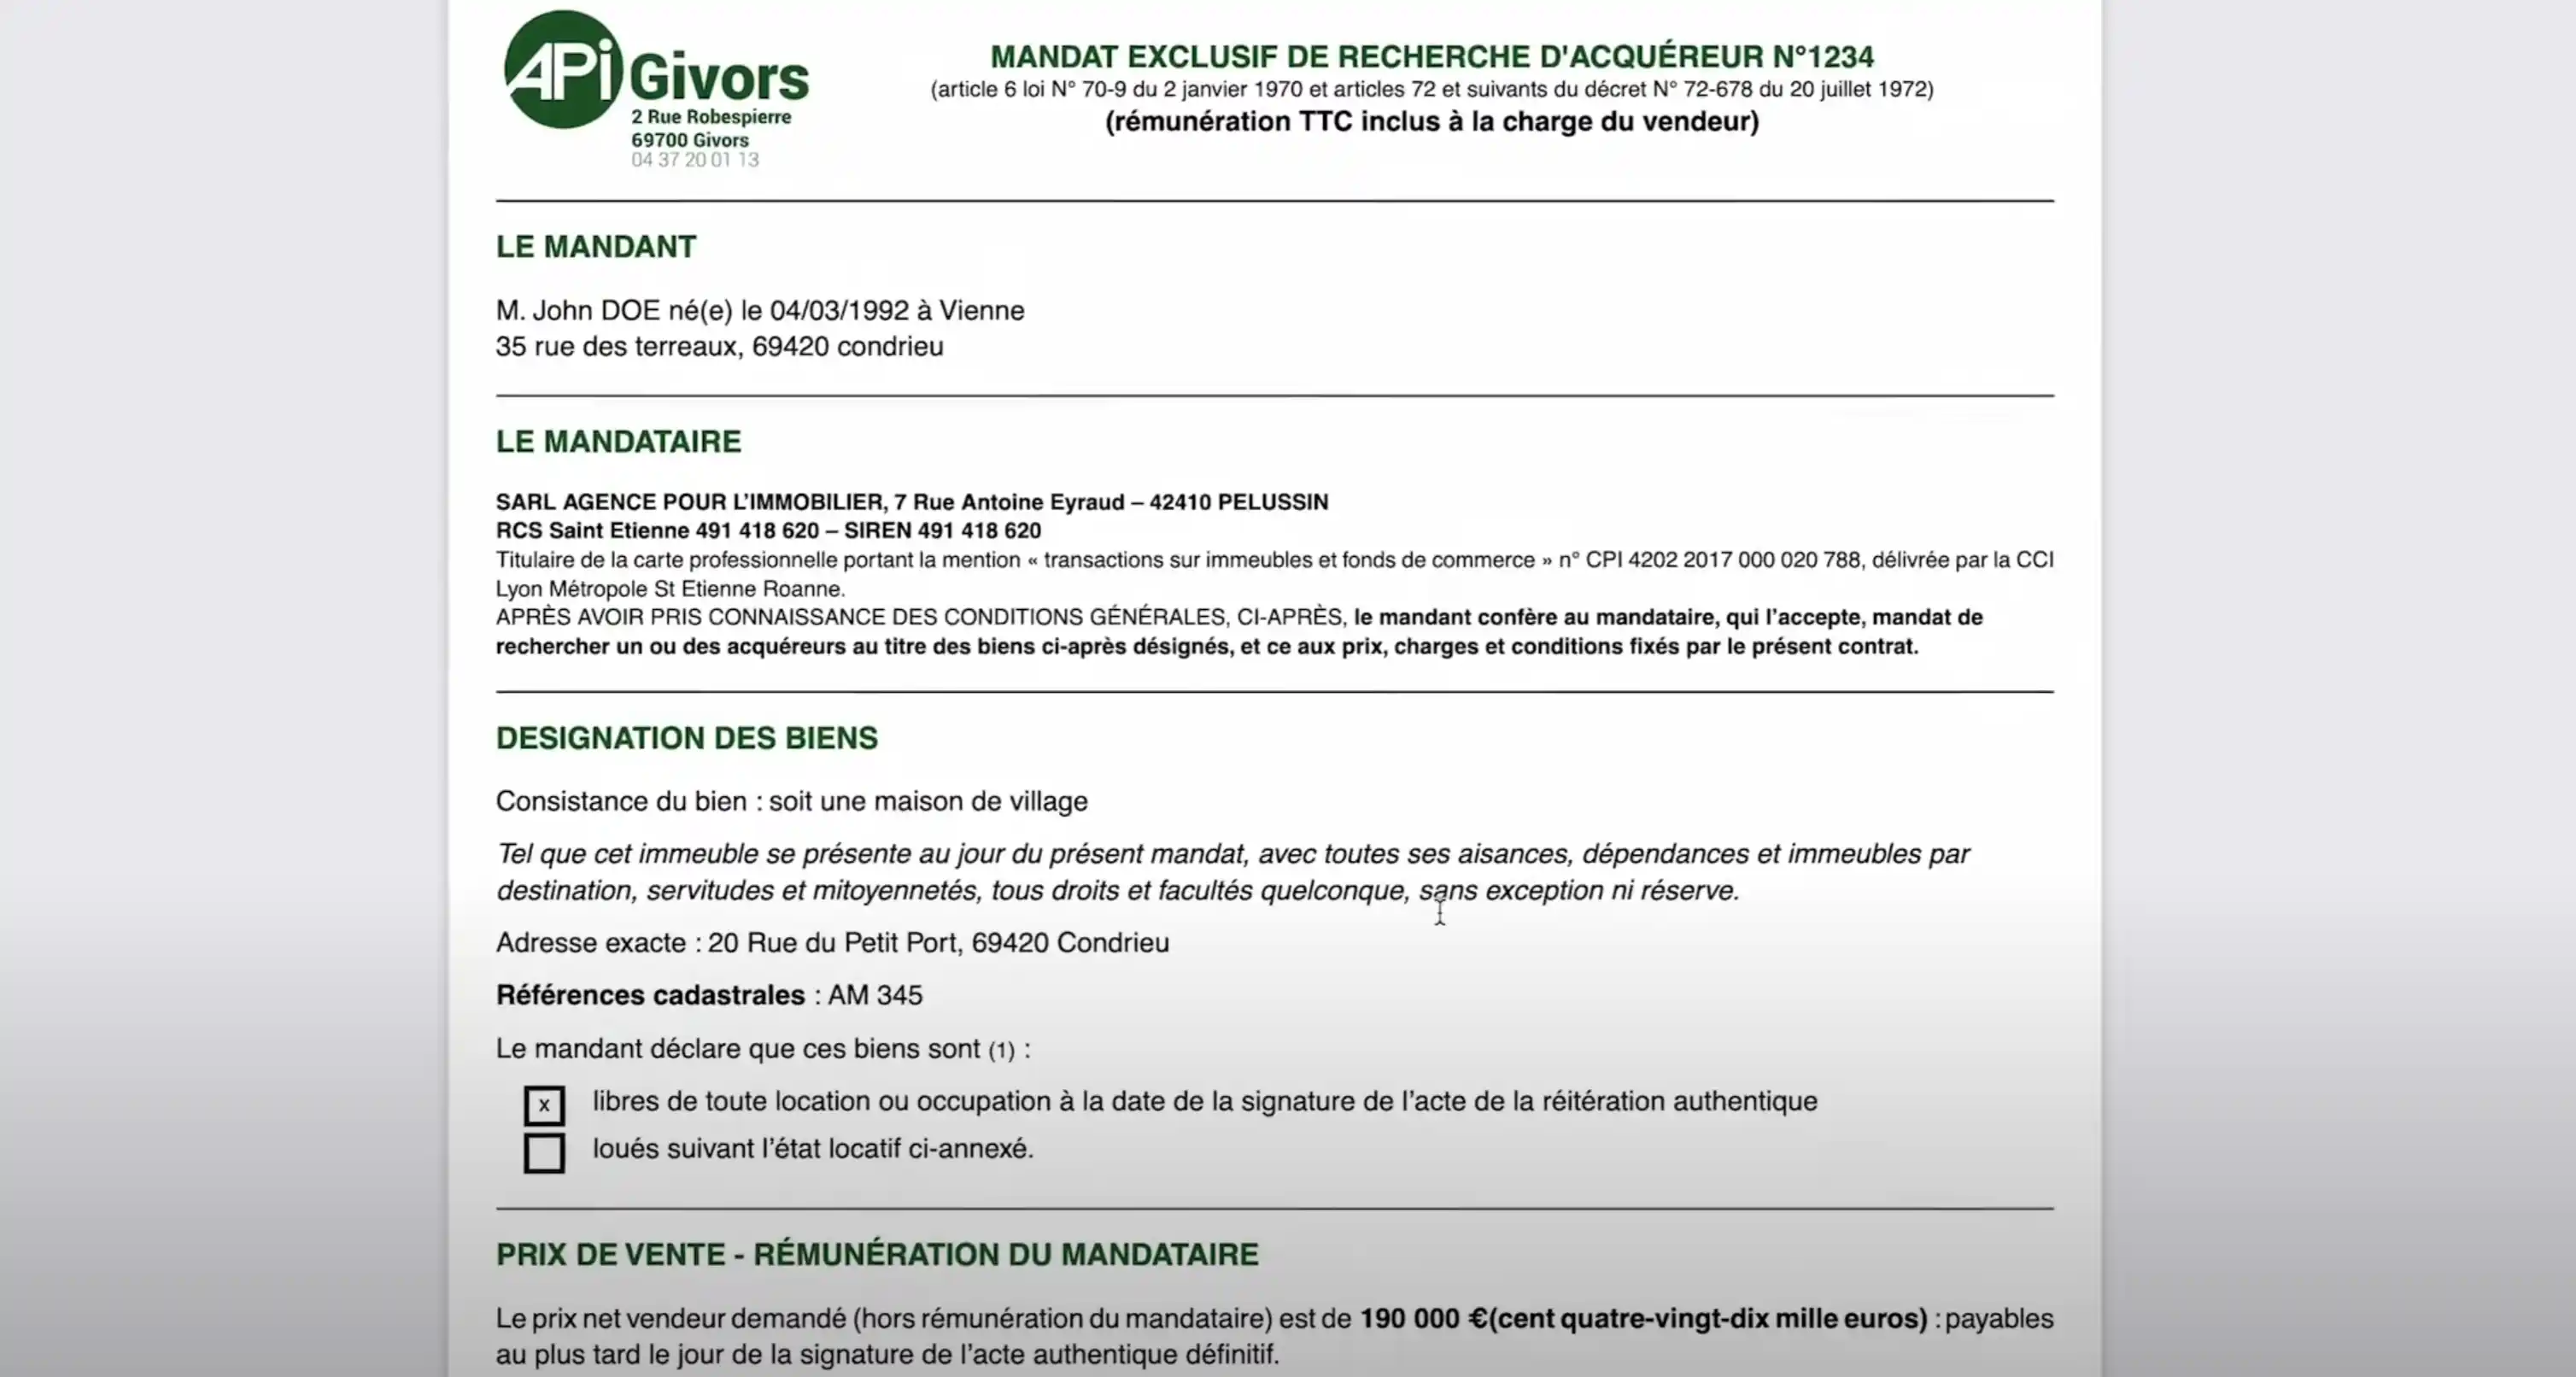 APi Givors
2 Rue Robespierre
69700 Givors
04 37 20 01 13
MANDAT EXCLUSIF DE RECHERCHE D'ACQUÉREUR N°1234
(article 6 loi N° 70-9 du 2 janvier 1970 et articles 72 et suivants du décret N° 72-678 du 20 juillet 1972)
(rémunération TTC inclus à la charge du vendeur)
LE MANDANT
M. John DOE né(e) le 04/03/1992 à Vienne
35 rue des terreaux, 69420 condrieu
LE MANDATAIRE
SARL AGENCE POUR L'IMMOBILIER, 7 Rue Antoine Eyraud – 42410 PELUSSIN
RCS Saint Etienne 491 418 620 – SIREN 491 418 620
Titulaire de la carte professionnelle portant la mention « transactions sur immeubles et fonds de commerce » n° CPI 4202 2017 000 020 788, délivrée par la CCI
Lyon Métropole St Etienne Roanne.
APRÈS AVOIR PRIS CONNAISSANCE DES CONDITIONS GÉNÉRALES, CI-APRÈS, le mandant confère au mandataire, qui l'accepte, mandat de
rechercher un ou des acquéreurs au titre des biens ci-après désignés, et ce aux prix, charges et conditions fixés par le présent contrat.
DESIGNATION DES BIENS
Consistance du bien : soit une maison de village
Tel que cet immeuble se présente au jour du présent mandat, avec toutes ses aisances, dépendances et immeubles par
destination, servitudes et mitoyennetés, tous droits et facultés quelconque, sans exception ni réserve.
Adresse exacte : 20 Rue du Petit Port, 69420 Condrieu
Références cadastrales : AM 345
Le mandant déclare que ces biens sont (1) :
x libres de toute location ou occupation à la date de la signature de l'acte de la réitération authentique
loués suivant l'état locatif ci-annexé.
PRIX DE VENTE - RÉMUNÉRATION DU MANDATAIRE
Le prix net vendeur demandé (hors rémunération du mandataire) est de 190 000 €(cent quatre-vingt-dix mille euros) : payables
au plus tard le jour de la signature de l'acte authentique définitif.